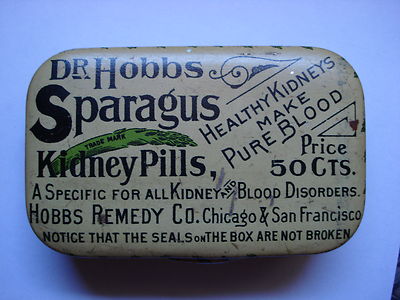 DR HOBBS
Sparagus
TRADE MARK
Kidney Pills,
HEALTHY KIDNEYS
MAKE
PURE BLOOD
Price
50 CTS.
A SPECIFIC FOR ALL KIDNEY AND BLOOD DISORDERS.
HOBBS REMEDY CO. CHICAGO & SAN FRANCISCO
NOTICE THAT THE SEALS ON THE BOX ARE NOT BROKEN